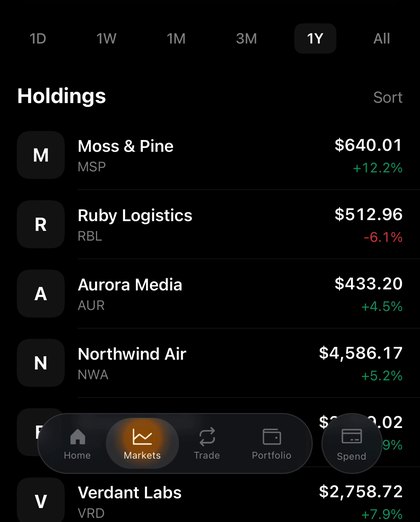 1D 1W 1M 3M 1Y All
Holdings Sort
M Moss & Pine $640.01
MSP +12.2%
R Ruby Logistics $512.96
RBL -6.1%
A Aurora Media $433.20
AUR +4.5%
N Northwind Air $4,586.17
NWA +5.2%
Home Markets Trade Portfolio Spend
V Verdant Labs $2,758.72
VRD +7.9%